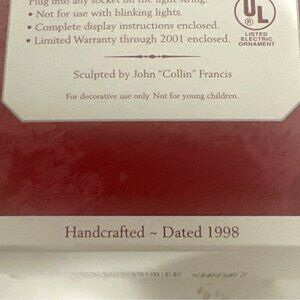 Plug into any socket on the light string.
• Not for use with blinking lights.
• Complete display instructions enclosed.
• Limited Warranty through 2001 enclosed.
UL
®
LISTED
ELECTRIC
ORNAMENT
Sculpted by John "Collin" Francis
For decorative use only. Not for young children.
Handcrafted ~ Dated 1998